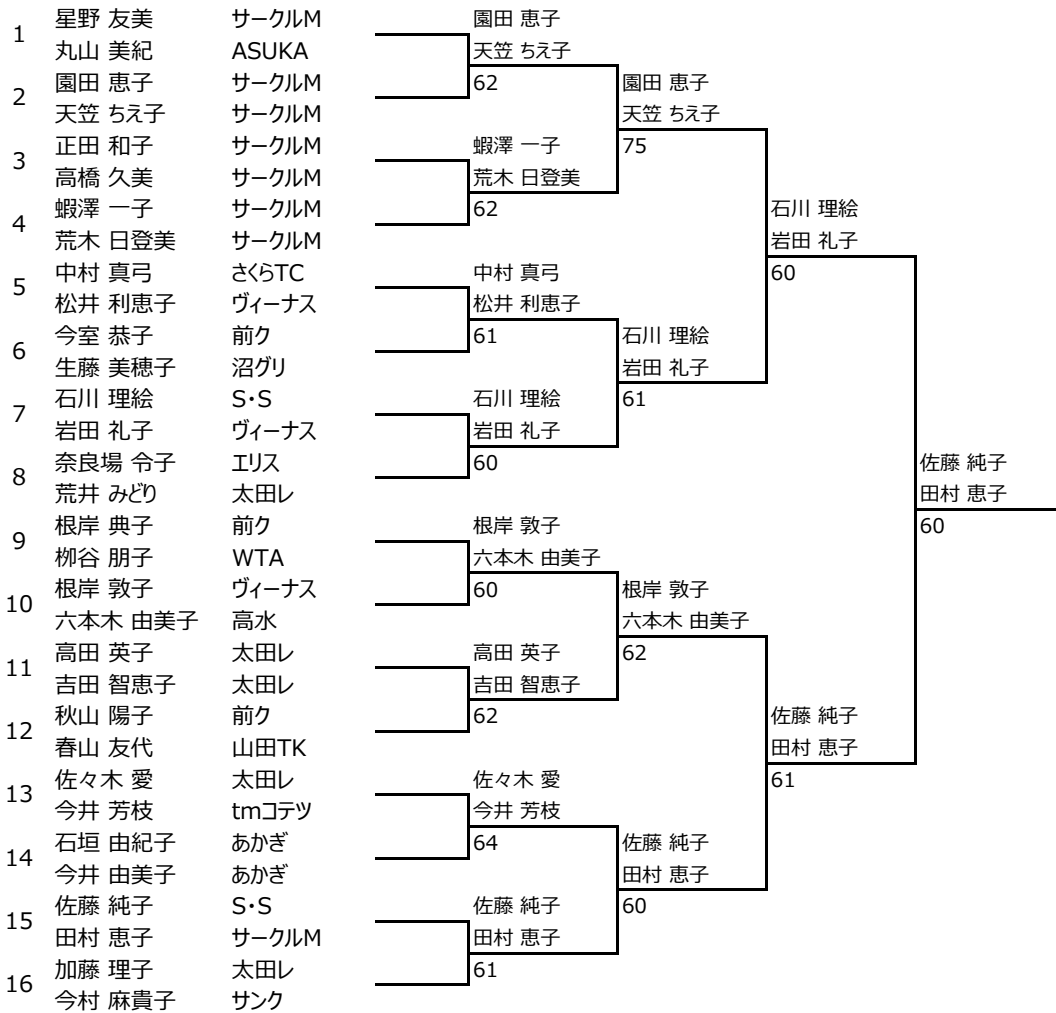 星野 友美 サークルM 園田 恵子
1
丸山 美紀 ASUKA 天笠 ちえ子
園田 恵子 サークルM 62 園田 恵子
2
天笠 ちえ子 サークルM 天笠 ちえ子
正田 和子 サークルM 蝦澤 一子 75
3
高橋 久美 サークルM 荒木 日登美
蝦澤 一子 サークルM 62 石川 理絵
4
荒木 日登美 サークルM 岩田 礼子
中村 真弓 さくらTC 中村 真弓 60
5
松井 利恵子 ヴィーナス 松井 利恵子
今室 恭子 前ク 61 石川 理絵
6
生藤 美穂子 沼グリ 岩田 礼子
石川 理絵 S・S 石川 理絵 61
7
岩田 礼子 ヴィーナス 岩田 礼子
奈良場 令子 エリス 60 佐藤 純子
8
荒井 みどり 太田レ 田村 恵子
根岸 典子 前ク 根岸 敦子 60
9
栁谷 朋子 WTA 六本木 由美子
根岸 敦子 ヴィーナス 60 根岸 敦子
10
六本木 由美子 高水 六本木 由美子
高田 英子 太田レ 高田 英子 62
11
吉田 智恵子 太田レ 吉田 智恵子
秋山 陽子 前ク 62 佐藤 純子
12
春山 友代 山田TK 田村 恵子
佐々木 愛 太田レ 佐々木 愛 61
13
今井 芳枝 tmコテツ 今井 芳枝
石垣 由紀子 あかぎ 64 佐藤 純子
14
今井 由美子 あかぎ 田村 恵子
佐藤 純子 S・S 佐藤 純子 60
15
田村 恵子 サークルM 田村 恵子
加藤 理子 太田レ 61
16
今村 麻貴子 サンク